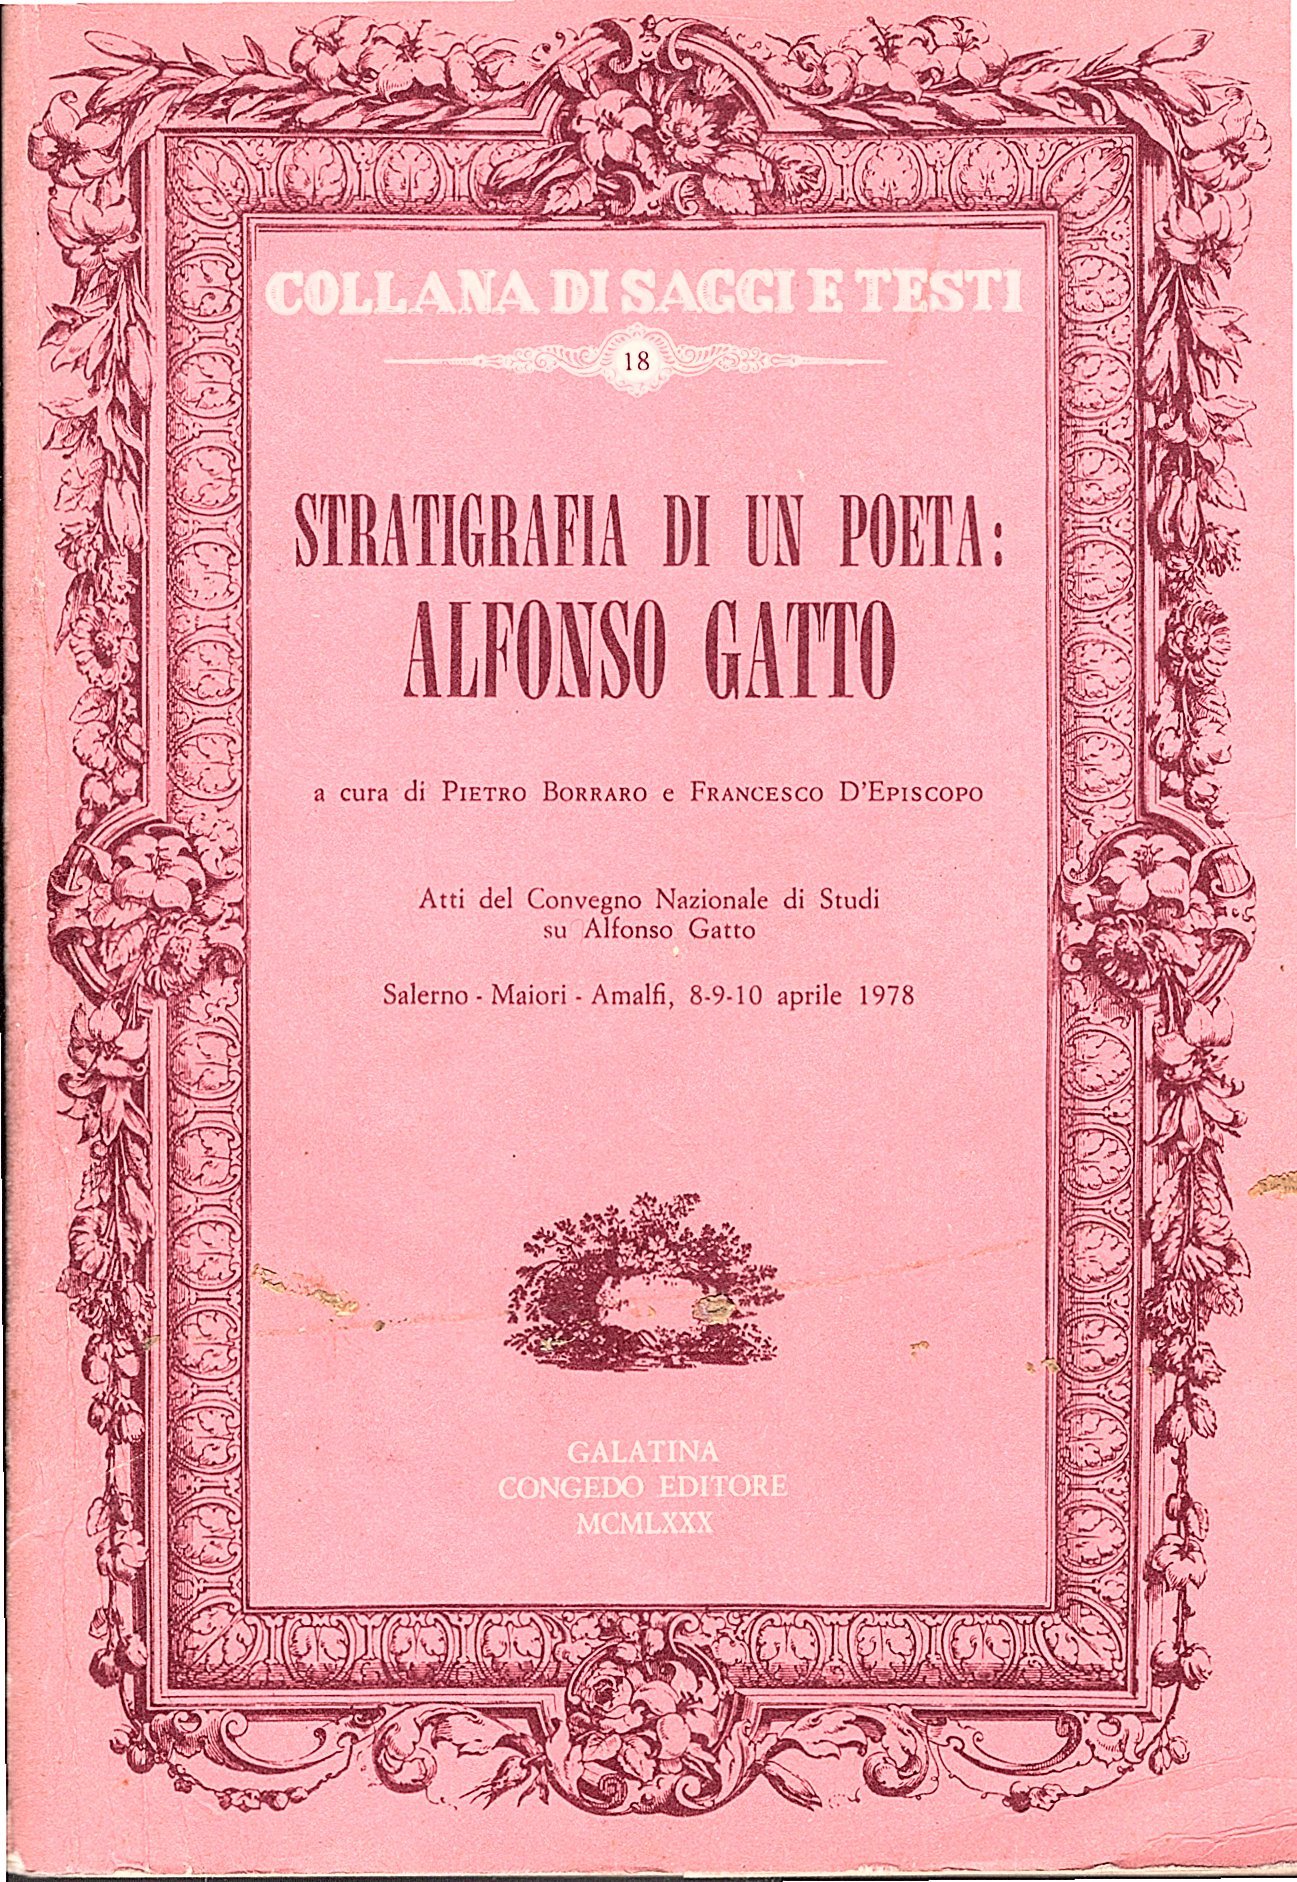 COLLANA DI SAGGI E TESTI
18
STRATIGRAFIA DI UN POETA:
ALFONSO GATTO
a cura di PIETRO BORRARO e FRANCESCO D'EPISCOPO
Atti del Convegno Nazionale di Studi
su Alfonso Gatto
Salerno - Maiori - Amalfi, 8-9-10 aprile 1978
GALATINA
CONGEDO EDITORE
MCMLXXX